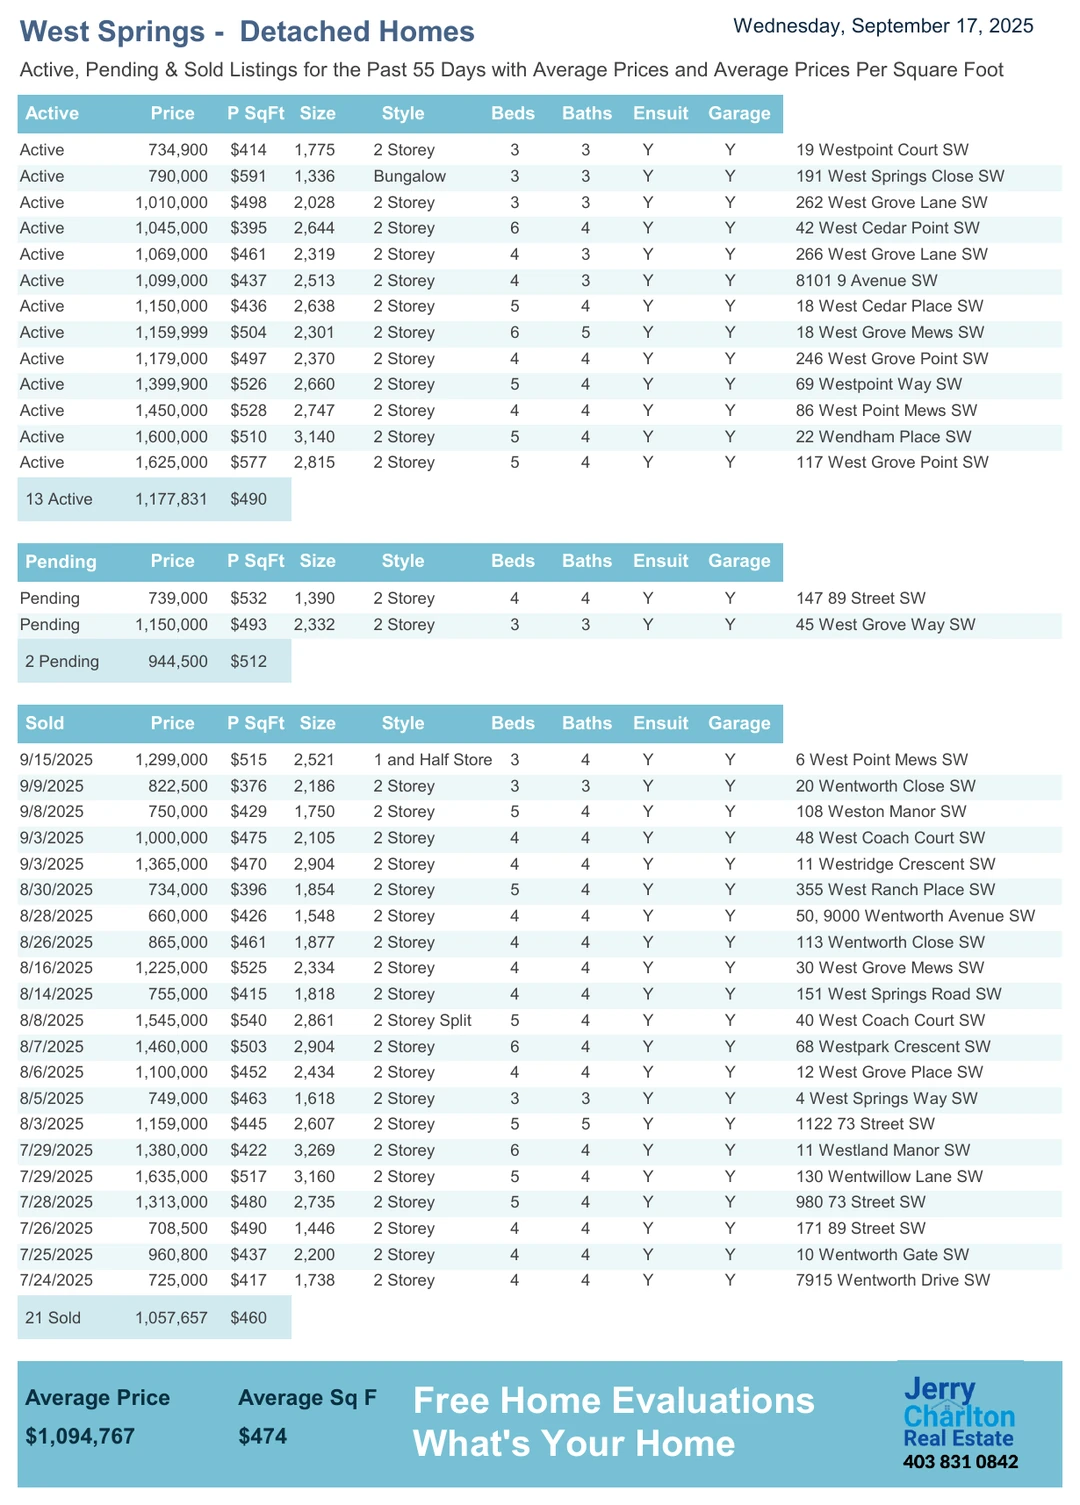 West Springs -  Detached Homes
Wednesday, September 17, 2025
Active, Pending & Sold Listings for the Past 55 Days with Average Prices and Average Prices Per Square Foot
Active Price P SqFt Size Style Beds Baths Ensuit Garage
Active 734,900 $414 1,775 2 Storey 3 3 Y Y 19 Westpoint Court SW
Active 790,000 $591 1,336 Bungalow 3 3 Y Y 191 West Springs Close SW
Active 1,010,000 $498 2,028 2 Storey 3 3 Y Y 262 West Grove Lane SW
Active 1,045,000 $395 2,644 2 Storey 6 4 Y Y 42 West Cedar Point SW
Active 1,069,000 $461 2,319 2 Storey 4 3 Y Y 266 West Grove Lane SW
Active 1,099,000 $437 2,513 2 Storey 4 3 Y Y 8101 9 Avenue SW
Active 1,150,000 $436 2,638 2 Storey 5 4 Y Y 18 West Cedar Place SW
Active 1,159,999 $504 2,301 2 Storey 6 5 Y Y 18 West Grove Mews SW
Active 1,179,000 $497 2,370 2 Storey 4 4 Y Y 246 West Grove Point SW
Active 1,399,900 $526 2,660 2 Storey 5 4 Y Y 69 Westpoint Way SW
Active 1,450,000 $528 2,747 2 Storey 4 4 Y Y 86 West Point Mews SW
Active 1,600,000 $510 3,140 2 Storey 5 4 Y Y 22 Wendham Place SW
Active 1,625,000 $577 2,815 2 Storey 5 4 Y Y 117 West Grove Point SW
13 Active 1,177,831 $490
Pending Price P SqFt Size Style Beds Baths Ensuit Garage
Pending 739,000 $532 1,390 2 Storey 4 4 Y Y 147 89 Street SW
Pending 1,150,000 $493 2,332 2 Storey 3 3 Y Y 45 West Grove Way SW
2 Pending 944,500 $512
Sold Price P SqFt Size Style Beds Baths Ensuit Garage
9/15/2025 1,299,000 $515 2,521 1 and Half Store 3 4 Y Y 6 West Point Mews SW
9/9/2025 822,500 $376 2,186 2 Storey 3 3 Y Y 20 Wentworth Close SW
9/8/2025 750,000 $429 1,750 2 Storey 5 4 Y Y 108 Weston Manor SW
9/3/2025 1,000,000 $475 2,105 2 Storey 4 4 Y Y 48 West Coach Court SW
9/3/2025 1,365,000 $470 2,904 2 Storey 4 4 Y Y 11 Westridge Crescent SW
8/30/2025 734,000 $396 1,854 2 Storey 5 4 Y Y 355 West Ranch Place SW
8/28/2025 660,000 $426 1,548 2 Storey 4 4 Y Y 50, 9000 Wentworth Avenue SW
8/26/2025 865,000 $461 1,877 2 Storey 4 4 Y Y 113 Wentworth Close SW
8/16/2025 1,225,000 $525 2,334 2 Storey 4 4 Y Y 30 West Grove Mews SW
8/14/2025 755,000 $415 1,818 2 Storey 4 4 Y Y 151 West Springs Road SW
8/8/2025 1,545,000 $540 2,861 2 Storey Split 5 4 Y Y 40 West Coach Court SW
8/7/2025 1,460,000 $503 2,904 2 Storey 6 4 Y Y 68 Westpark Crescent SW
8/6/2025 1,100,000 $452 2,434 2 Storey 4 4 Y Y 12 West Grove Place SW
8/5/2025 749,000 $463 1,618 2 Storey 3 3 Y Y 4 West Springs Way SW
8/3/2025 1,159,000 $445 2,607 2 Storey 5 5 Y Y 1122 73 Street SW
7/29/2025 1,380,000 $422 3,269 2 Storey 6 4 Y Y 11 Westland Manor SW
7/29/2025 1,635,000 $517 3,160 2 Storey 5 4 Y Y 130 Wentwillow Lane SW
7/28/2025 1,313,000 $480 2,735 2 Storey 5 4 Y Y 980 73 Street SW
7/26/2025 708,500 $490 1,446 2 Storey 4 4 Y Y 171 89 Street SW
7/25/2025 960,800 $437 2,200 2 Storey 4 4 Y Y 10 Wentworth Gate SW
7/24/2025 725,000 $417 1,738 2 Storey 4 4 Y Y 7915 Wentworth Drive SW
21 Sold 1,057,657 $460
Average Price Average Sq F
$1,094,767 $474
Free Home Evaluations
What's Your Home
Jerry
Charlton
Real Estate
403 831 0842